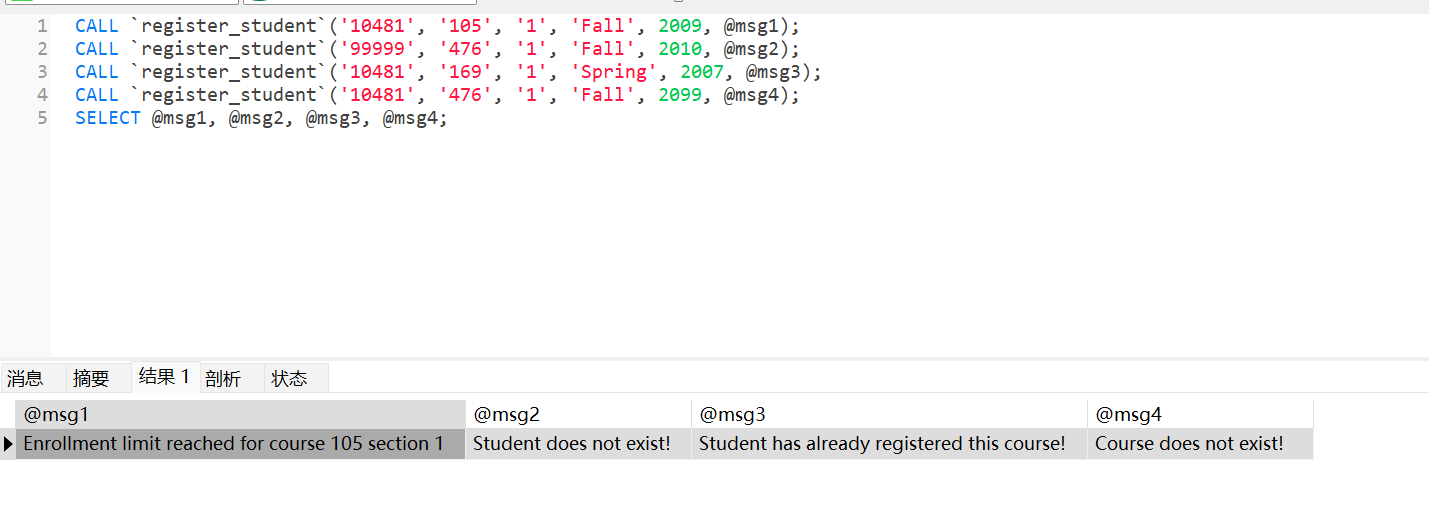 1 CALL `register_student`('10481', '105', '1', 'Fall', 2009, @msg1);
2 CALL `register_student`('99999', '476', '1', 'Fall', 2010, @msg2);
3 CALL `register_student`('10481', '169', '1', 'Spring', 2007, @msg3);
4 CALL `register_student`('10481', '476', '1', 'Fall', 2099, @msg4);
5 SELECT @msg1, @msg2, @msg3, @msg4;
消息 摘要 结果 1 剖析 状态
@msg1 @msg2 @msg3 @msg4
Enrollment limit reached for course 105 section 1 Student does not exist! Student has already registered this course! Course does not exist!